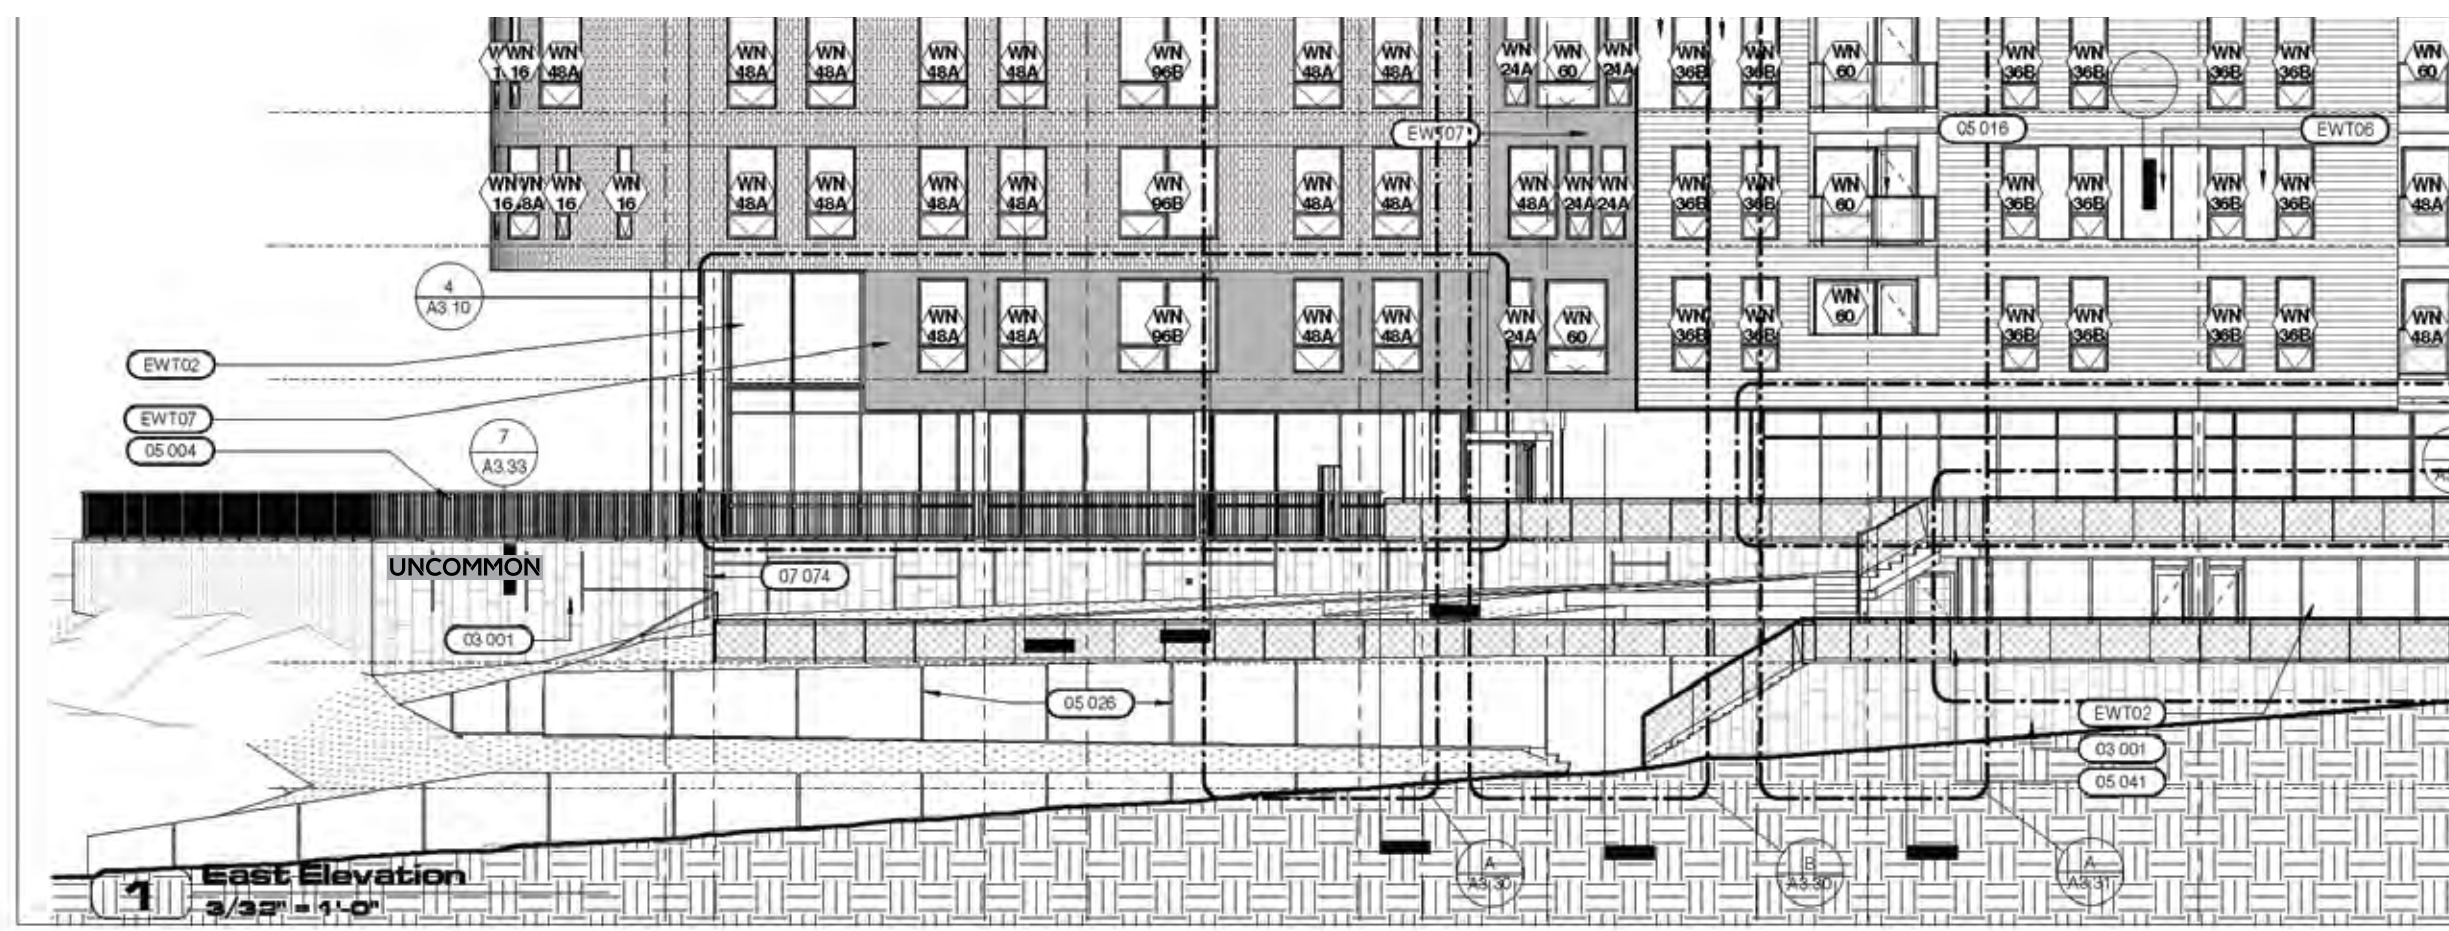 WN 16
WN 48A
WN 48A
WN 48A
WN 48A
WN 48A
WN 96B
WN 48A
WN 48A
WN 24A
WN 60
WN 24A
WN 36B
WN 36B
WN 60
WN 36B
WN 36B
WN 36B
WN 36B
WN 60
EWT07
05 016
EWT06
WN 16
WN 16
WN 16
WN 48A
WN 48A
WN 48A
WN 48A
WN 96B
WN 48A
WN 48A
WN 48A
WN 24A
WN 24A
WN 36B
WN 36B
WN 60
WN 36B
WN 36B
WN 36B
WN 36B
WN 48A
4
A3.10
WN 48A
WN 48A
WN 96B
WN 48A
WN 48A
WN 24A
WN 60
WN 36B
WN 36B
WN 60
WN 36B
WN 36B
WN 36B
WN 36B
WN 48A
EWT02
EWT07
05 004
7
A3.33
UNCOMMON
07 074
03 001
05 026
EWT02
03 001
05 041
A
A3.30
B
A3.30
A
A3.31
1
East Elevation
3/32" = 1'-0"